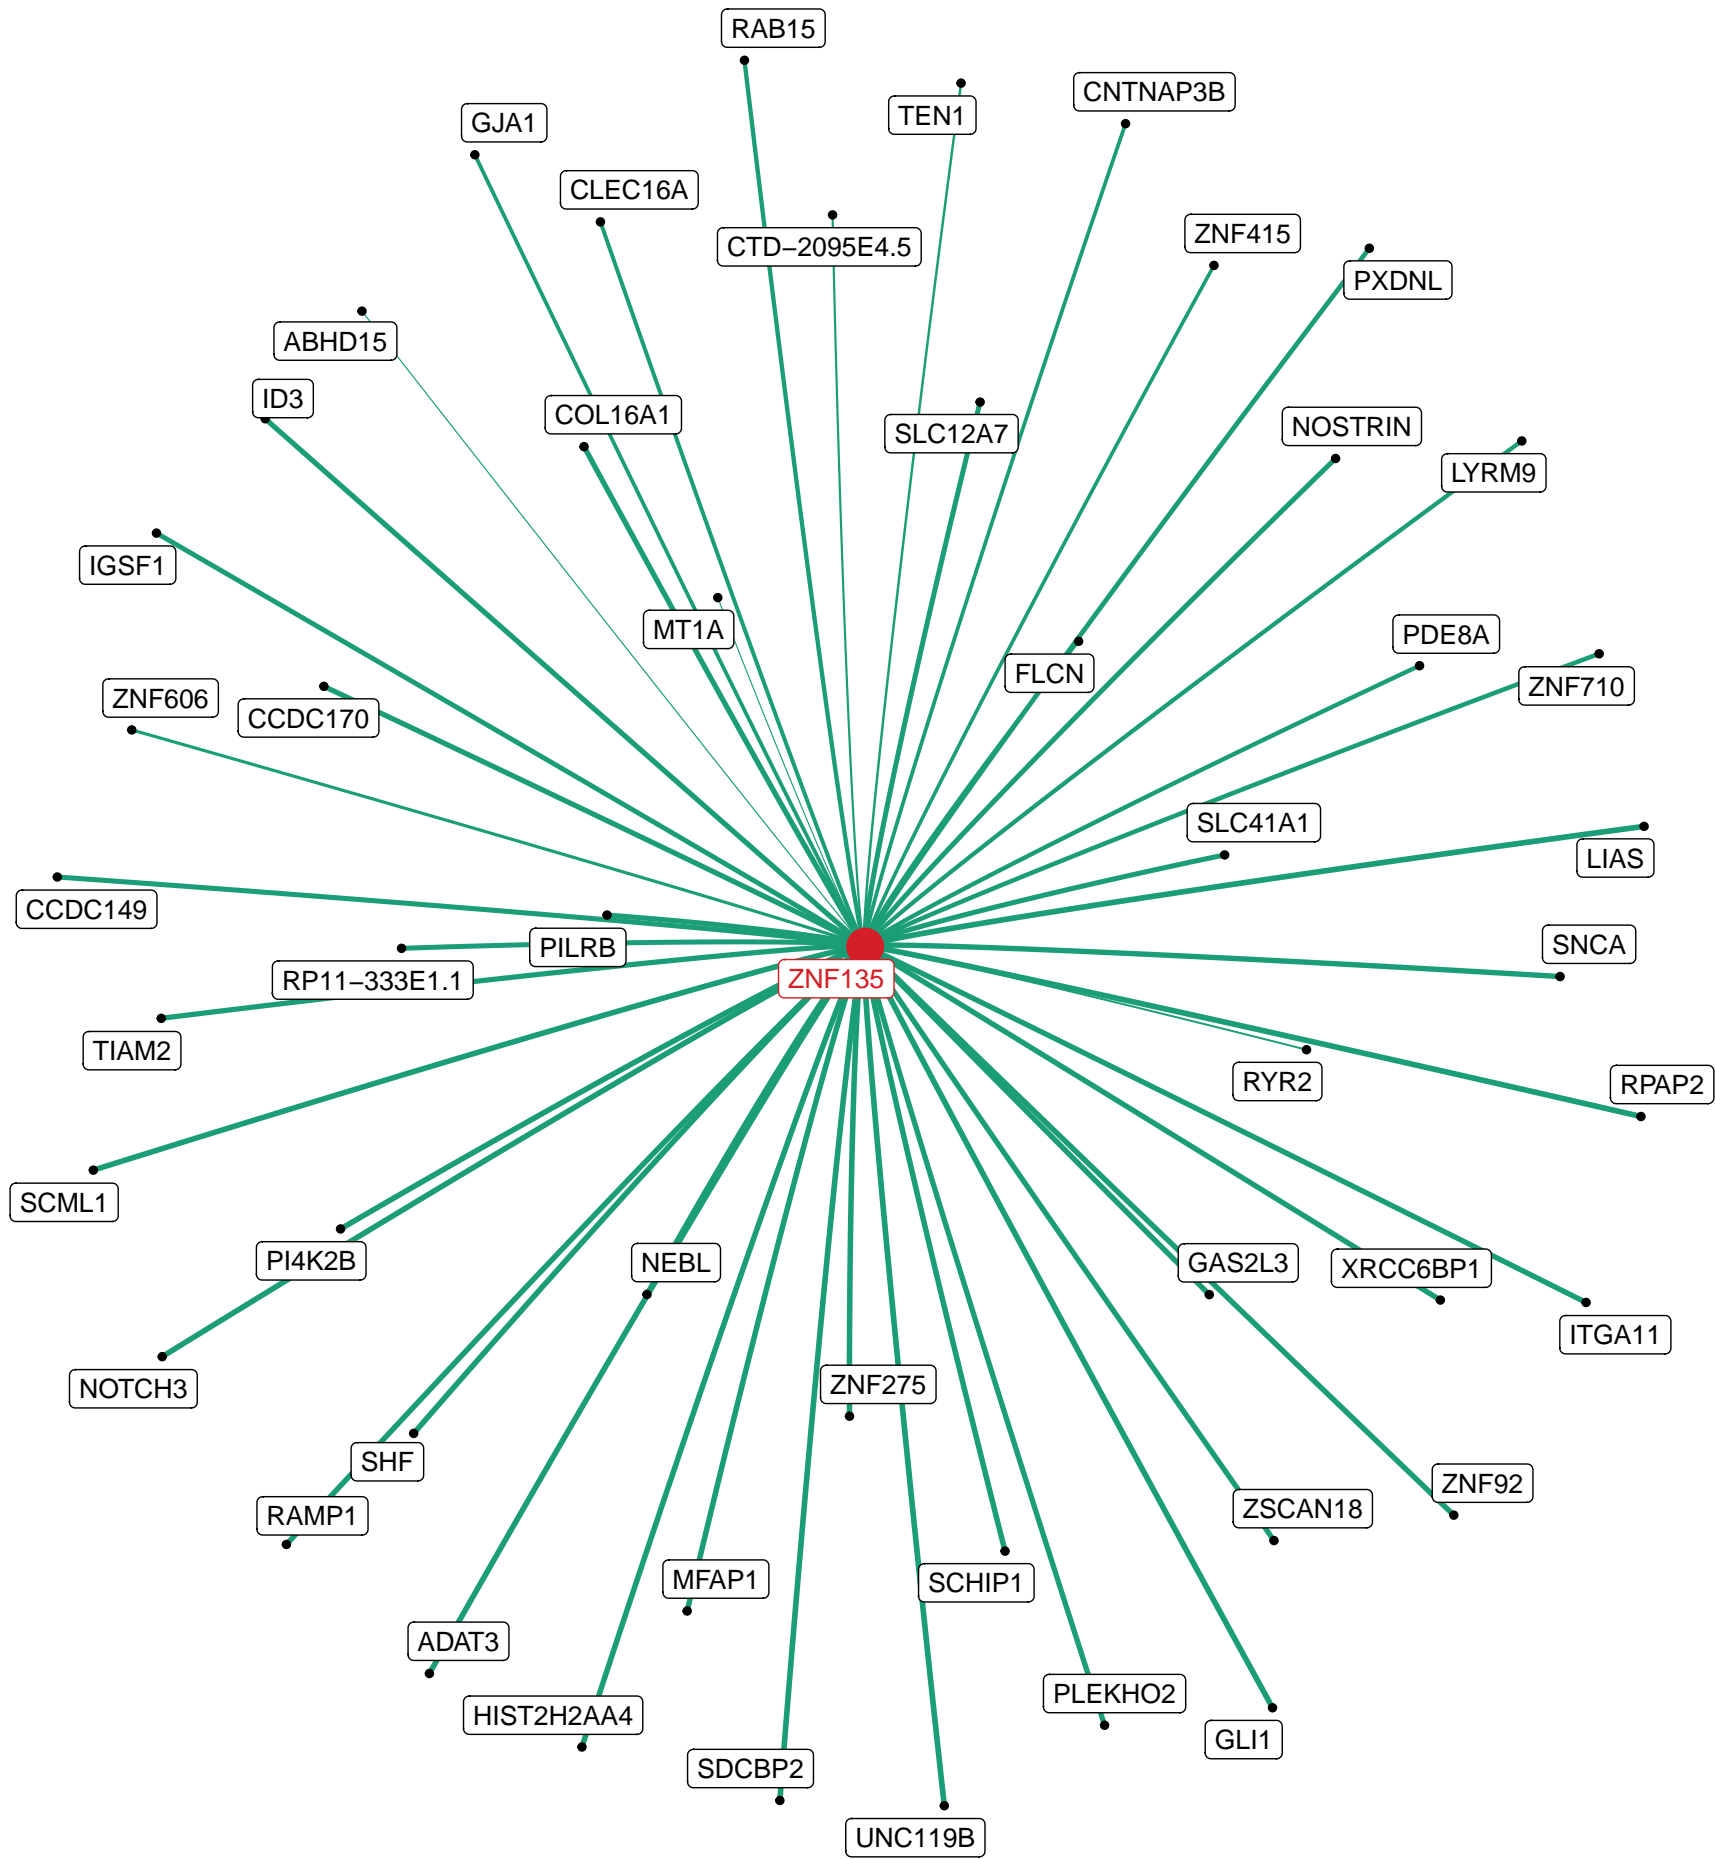 RAB15
TEN1
CNTNAP3B
GJA1
CLEC16A
CTD−2095E4.5
ZNF415
PXDNL
ABHD15
ID3
COL16A1
SLC12A7
NOSTRIN
LYRM9
IGSF1
MT1A
FLCN
PDE8A
ZNF710
ZNF606
CCDC170
SLC41A1
LIAS
CCDC149
PILRB
SNCA
RP11−333E1.1
ZNF135
TIAM2
RYR2
RPAP2
SCML1
PI4K2B
NEBL
GAS2L3
XRCC6BP1
ITGA11
NOTCH3
ZNF275
SHF
ZNF92
RAMP1
ZSCAN18
MFAP1
SCHIP1
ADAT3
PLEKHO2
HIST2H2AA4
GLI1
SDCBP2
UNC119B